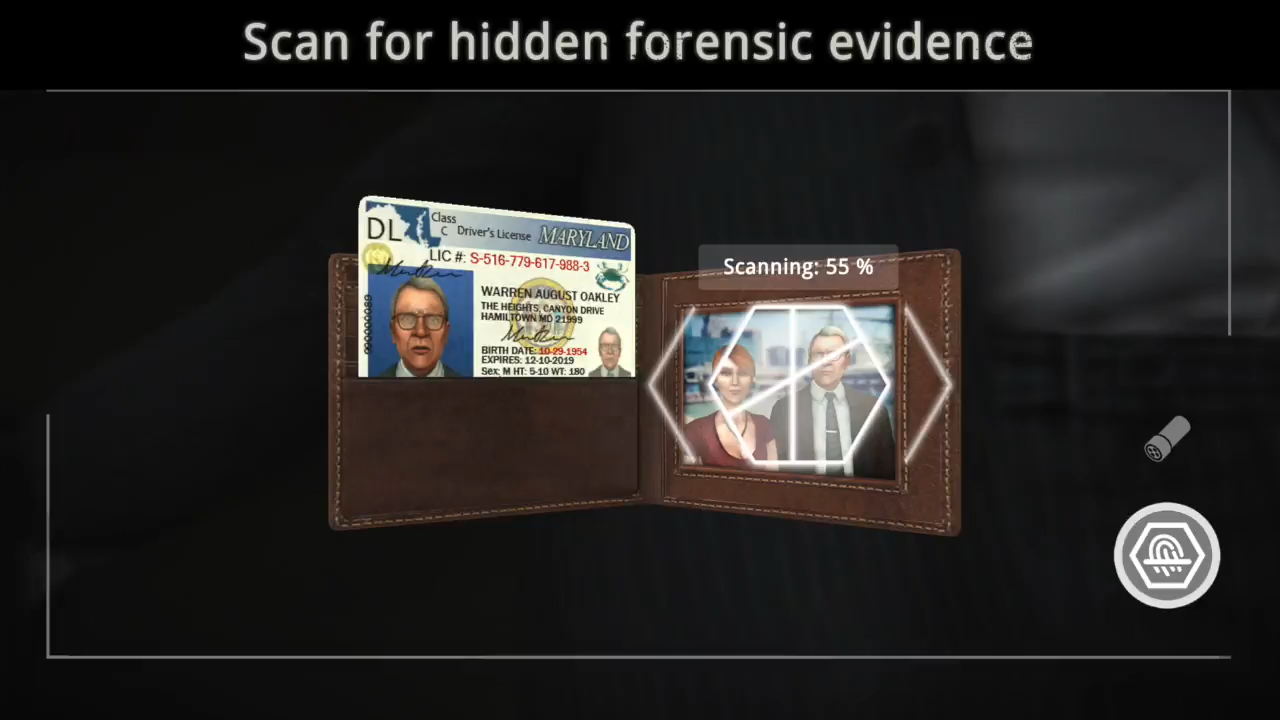 Scan for hidden forensic evidence
DL
Class
C Driver's License MARYLAND
LIC #: S-516-779-617-988-3
WARREN AUGUST OAKLEY
THE HEIGHTS, CANYON DRIVE
HAMILTOWN MD 21999
BIRTH DATE: 10-29-1954
EXPIRES: 12-10-2019
Sex: M HT: 5-10 WT: 180
Scanning: 55 %